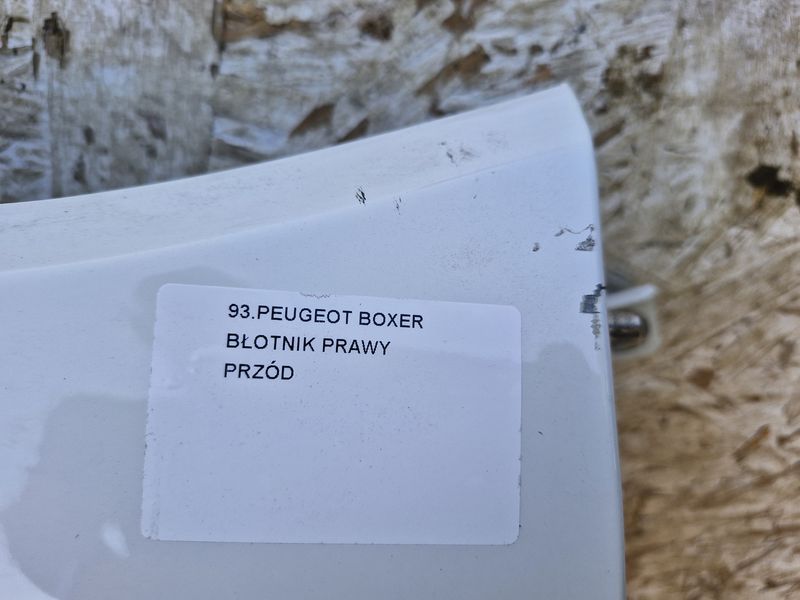 93.PEUGEOT BOXER
BŁOTNIK PRAWY
PRZÓD